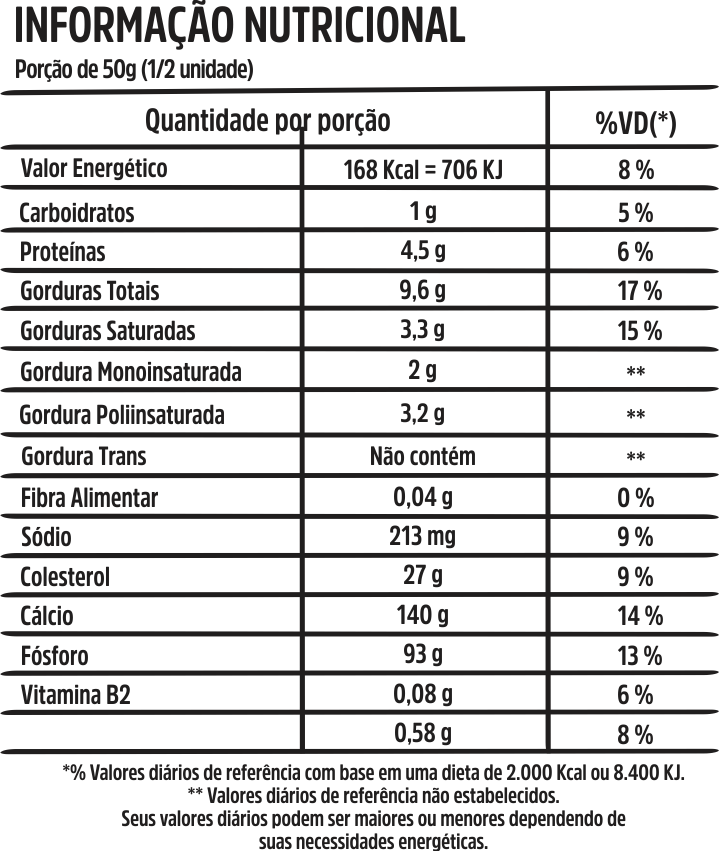 INFORMAÇÃO NUTRICIONAL
Porção de 50g (1/2 unidade)
Quantidade por porção %VD(*)
Valor Energético 168 Kcal = 706 KJ 8 %
Carboidratos 1 g 5 %
Proteínas 4,5 g 6 %
Gorduras Totais 9,6 g 17 %
Gorduras Saturadas 3,3 g 15 %
Gordura Monoinsaturada 2 g **
Gordura Poliinsaturada 3,2 g **
Gordura Trans Não contém **
Fibra Alimentar 0,04 g 0 %
Sódio 213 mg 9 %
Colesterol 27 g 9 %
Cálcio 140 g 14 %
Fósforo 93 g 13 %
Vitamina B2 0,08 g 6 %
0,58 g 8 %
*% Valores diários de referência com base em uma dieta de 2.000 Kcal ou 8.400 KJ.
** Valores diários de referência não estabelecidos.
Seus valores diários podem ser maiores ou menores dependendo de
suas necessidades energéticas.